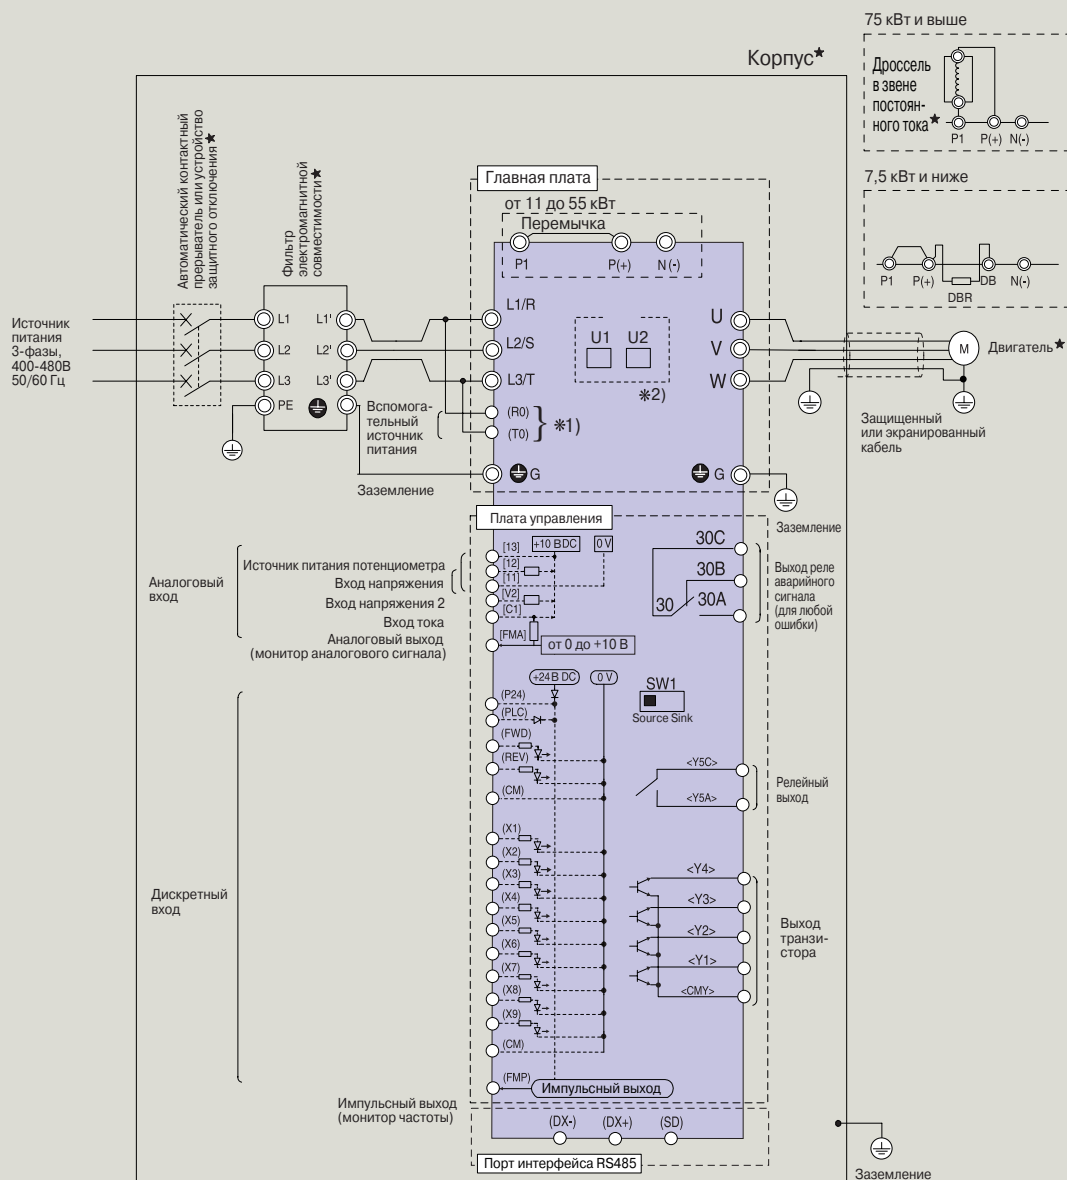 75 кВт и выше
Корпус★
Дроссель
в звене
постоян-
ного тока★
P1 P(+) N(-)
7,5 кВт и ниже
P1 P(+) DB N(-)
DBR
Автоматический контактный
прерыватель или устройство
защитного отключения★
Фильтр
электромагнитной
совместимости★
Главная плата
от 11 до 55 кВт
Перемычка
P1 P(+) N(-)
Источник
питания
3-фазы,
400-480В
50/60 Гц
L1 L1'
L2 L2'
L3 L3'
PE
L1/R
L2/S
L3/T
(R0)
(T0)
❋1)
U1 U2
❋2)
U
V
W
M
Двигатель★
Защищенный
или экранированный
кабель
Вспомога-
тельный
источник
питания
G
G
Заземление
Заземление
Плата управления
Аналоговый
вход
Источник питания потенциометра
Вход напряжения
Вход напряжения 2
Вход тока
Аналоговый выход
(монитор аналогового сигнала)
[13]
[12]
[11]
[V2]
[C1]
[FMA]
+10 ВDC
0 V
от 0 до +10 В
30C
30B
30 30A
Выход реле
аварийного
сигнала
(для любой
ошибки)
+24В DC
0 V
SW1
Source Sink
(P24)
(PLC)
(FWD)
(REV)
(CM)
<Y5C>
<Y5A>
Релейный
выход
Дискретный
вход
(X1)
(X2)
(X3)
(X4)
(X5)
(X6)
(X7)
(X8)
(X9)
(CM)
(FMP)
<Y4>
<Y3>
<Y2>
<Y1>
<CMY>
Выход
транзи-
стора
Импульсный выход
Импульсный выход
(монитор частоты)
(DX-) (DX+) (SD)
Порт интерфейса RS485
Заземление